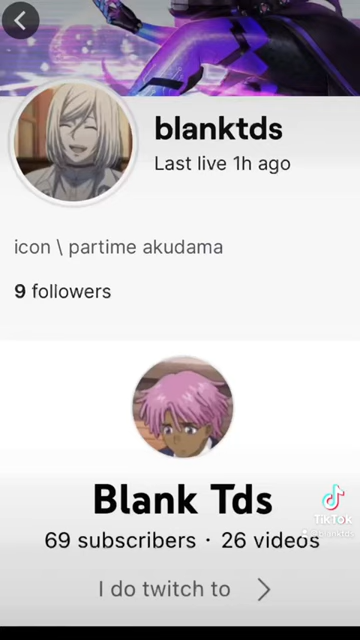 blanktds
Last live 1h ago
icon \ partime akudama
9 followers
Blank Tds
TikTok
@blanktds
69 subscribers · 26 videos
I do twitch to